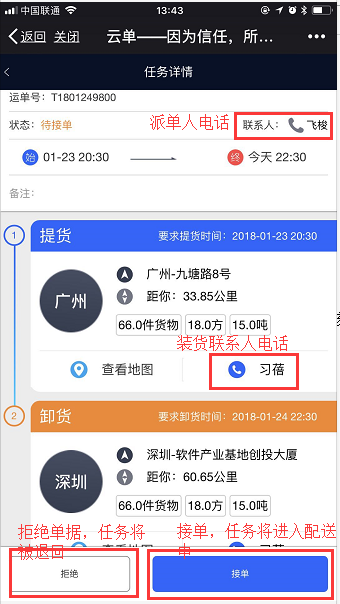 中国联通 13:43
返回 关闭 云单——因为信任，所... •••
任务详情
运单号：T1801249800
状态：待接单 派单人电话 联系人： 飞梭
始 01-23 20:30 终 今天 22:30
备注：
1 提货 要求提货时间：2018-01-23 20:30
广州
广州-九塘路8号
距你：33.85公里
66.0件货物 18.0方 15.0吨
装货联系人电话
查看地图 习蓓
2 卸货 要求卸货时间：2018-01-24 22:30
深圳
深圳-软件产业基地创投大厦
距你：60.65公里
66.0件货物 18.0方 15.0吨
拒绝单据，任务将被退回
接单，任务将进入配送中
查看地图 习蓓
拒绝 接单